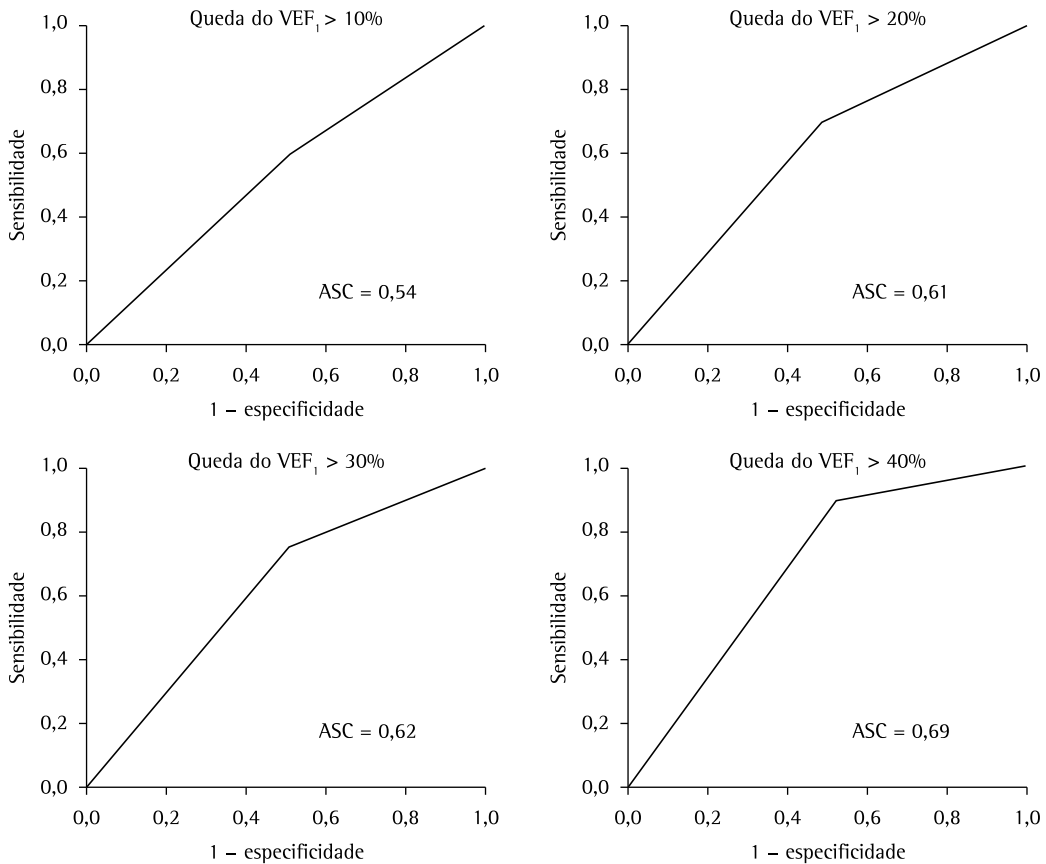 Queda do VEF₁ > 10%
1,0
0,8
0,6
0,4
0,2
0,0
Sensibilidade
ASC = 0,54
0,0 0,2 0,4 0,6 0,8 1,0
1 – especificidade
Queda do VEF₁ > 20%
1,0
0,8
0,6
0,4
0,2
0,0
Sensibilidade
ASC = 0,61
0,0 0,2 0,4 0,6 0,8 1,0
1 – especificidade
Queda do VEF₁ > 30%
1,0
0,8
0,6
0,4
0,2
0,0
Sensibilidade
ASC = 0,62
0,0 0,2 0,4 0,6 0,8 1,0
1 – especificidade
Queda do VEF₁ > 40%
1,0
0,8
0,6
0,4
0,2
0,0
Sensibilidade
ASC = 0,69
0,0 0,2 0,4 0,6 0,8 1,0
1 – especificidade